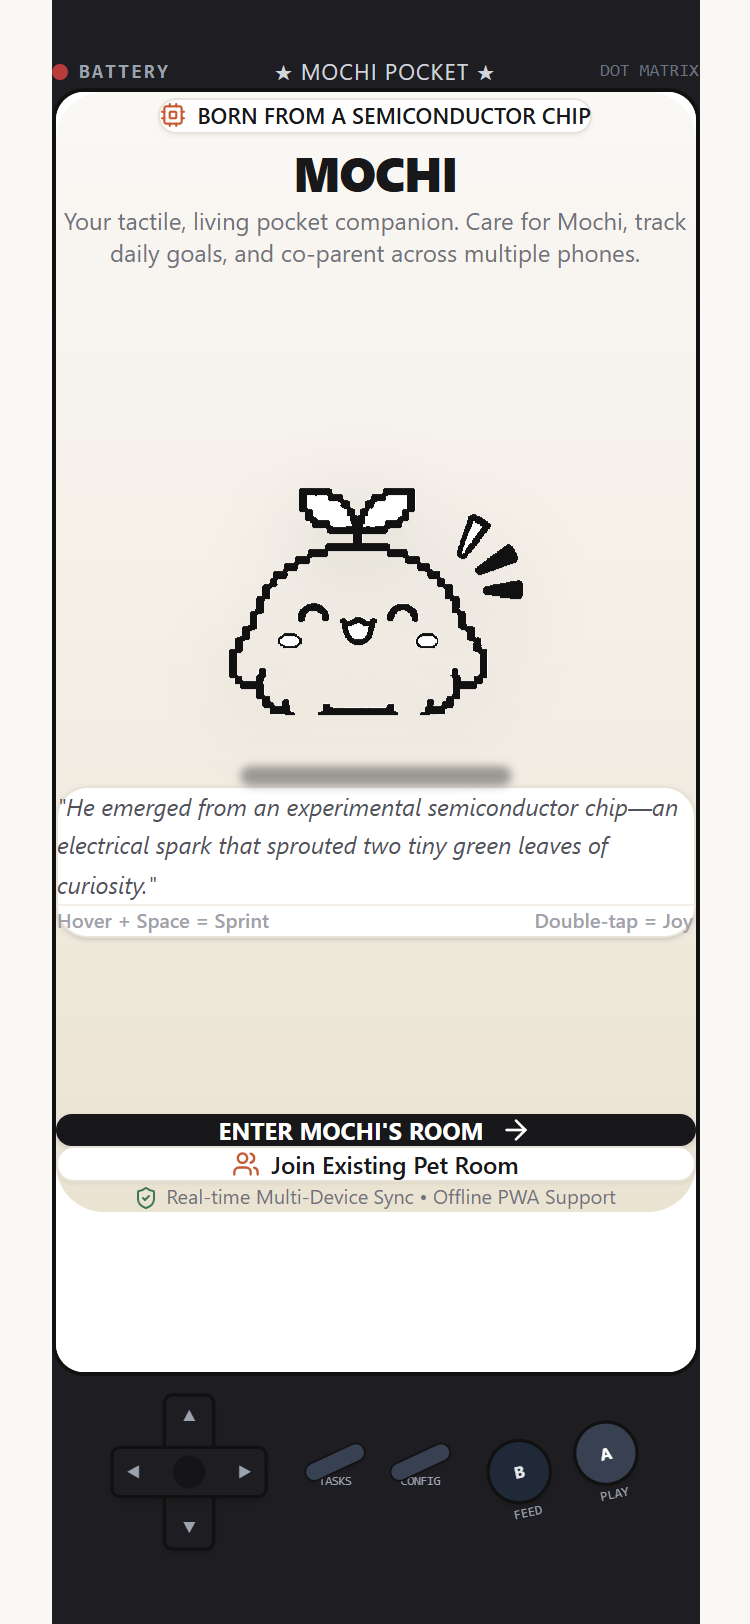 BATTERY
★ MOCHI POCKET ★
DOT MATRIX
BORN FROM A SEMICONDUCTOR CHIP
MOCHI
Your tactile, living pocket companion. Care for Mochi, track
daily goals, and co-parent across multiple phones.
"He emerged from an experimental semiconductor chip—an
electrical spark that sprouted two tiny green leaves of
curiosity."
Hover + Space = Sprint
Double-tap = Joy
ENTER MOCHI'S ROOM →
Join Existing Pet Room
Real-time Multi-Device Sync • Offline PWA Support
▲
◀ ▶
▼
TASKS
CONFIG
B
FEED
A
PLAY